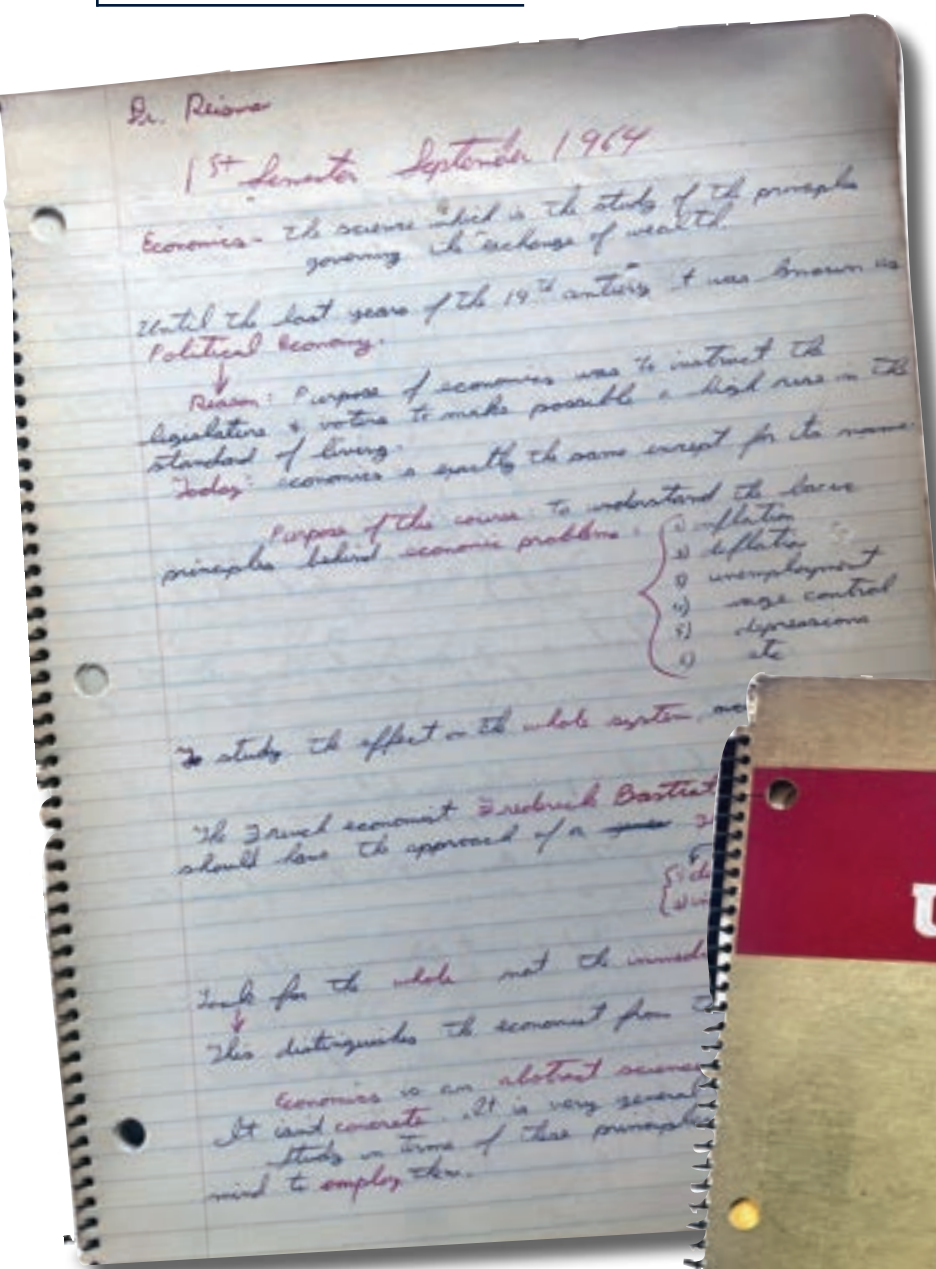 Dr. Reisman
1st Semester September 1964
Economics - the science which is the study of the principles
governing the exchange of wealth.
Until the last years of the 19th century it was known as
Political Economy.
Reason: Purpose of economics was to instruct the
legislature & voters to make possible a high rise in the
standard of living.
"Today" economics is exactly the same except for its name.
Purpose of this course: to understand the basic
principles behind economic problems:
1) inflation
2) deflation
3) unemployment
4) wage control
5) depressions
6) etc
To study the effect on the whole system,
The French economist Frederick Bastiat
should have the approach of a
Look for the whole not the
This distinguishes the economist from
Economics is an abstract science
It isnt concrete. It is very general
Study in terms of these principles
mind to employ them.
U